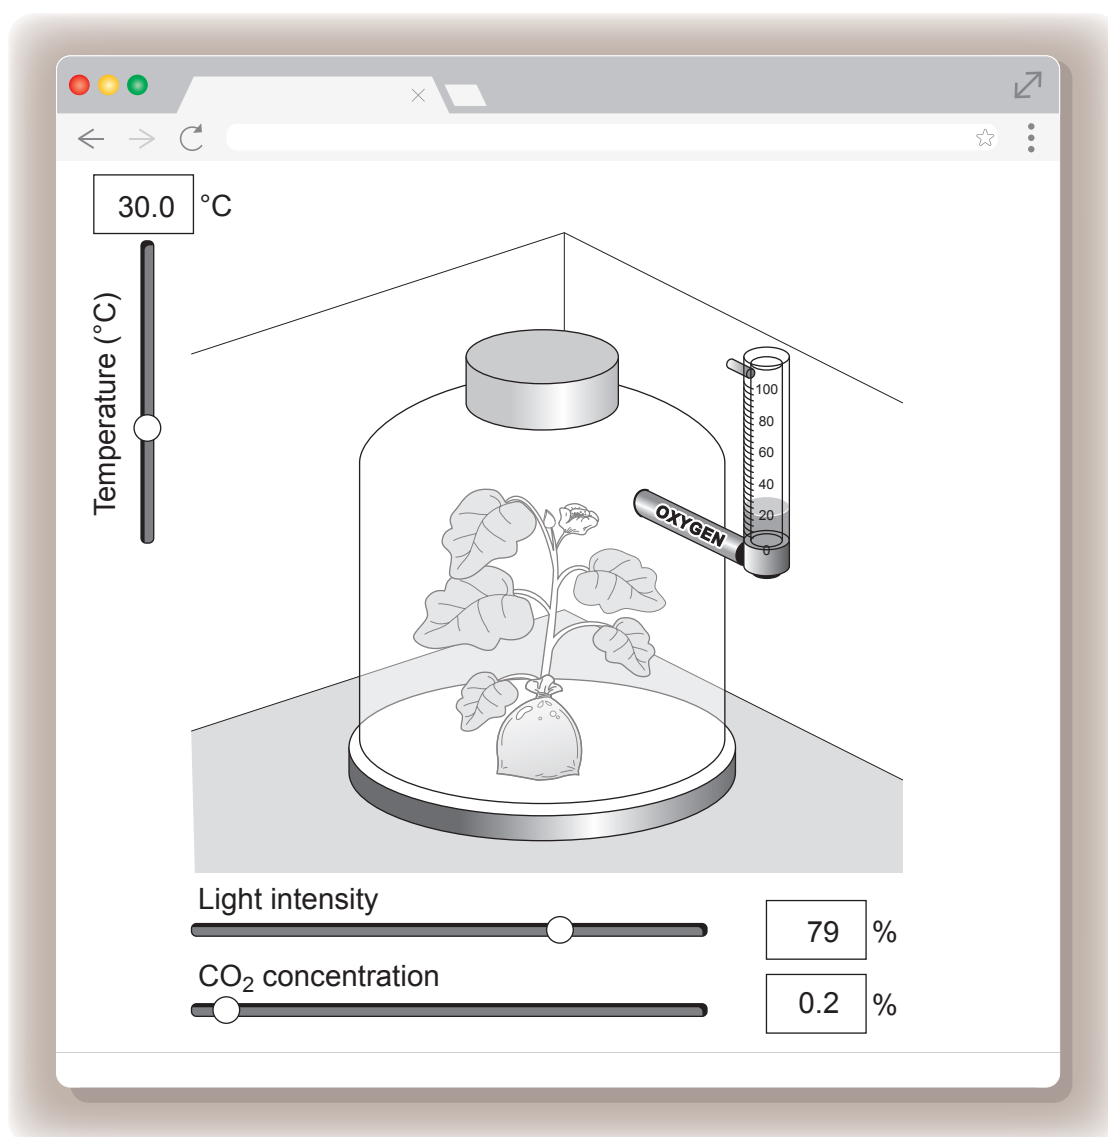 30.0 °C
Temperature (°C)
100
80
60
40
20
0
OXYGEN
Light intensity
79 %
CO₂ concentration
0.2 %